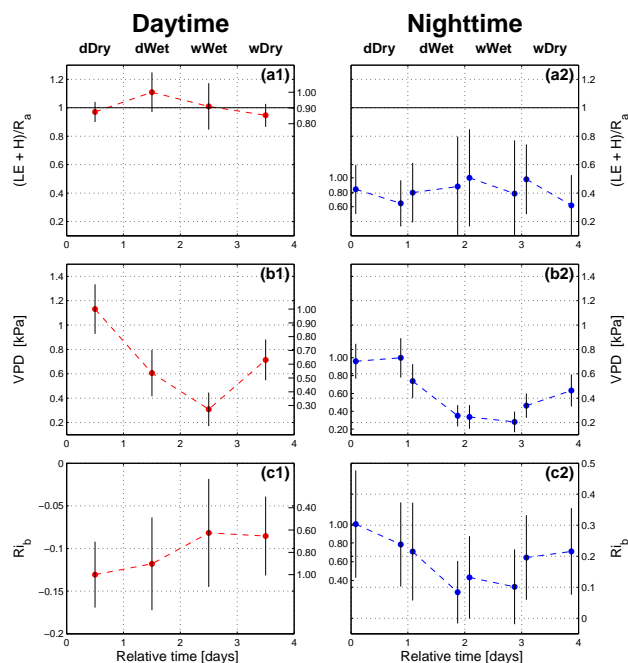 Daytime Nighttime
dDry dWet wWet wDry dDry dWet wWet wDry
(a1) (a2)
1.2 1 0.8 0.6 0.4 0.2
(LE + H)/R_a
1.00 0.90 0.80
1.00 0.80 0.60
1.2 1 0.8 0.6 0.4 0.2
(LE + H)/R_a
0 1 2 3 4 0 1 2 3 4
(b1) (b2)
1.4 1.2 1 0.8 0.6 0.4 0.2
VPD [kPa]
1.00 0.90 0.80 0.70 0.60 0.50 0.40 0.30
1.00 0.80 0.60 0.40 0.20
1.4 1.2 1 0.8 0.6 0.4 0.2
VPD [kPa]
0 1 2 3 4 0 1 2 3 4
(c1) (c2)
0 −0.05 −0.1 −0.15 −0.2
Ri_b
0.40 0.60 0.80 1.00
1.00 0.80 0.60 0.40
0.5 0.4 0.3 0.2 0.1 0
Ri_b
0 1 2 3 4 0 1 2 3 4
Relative time [days] Relative time [days]